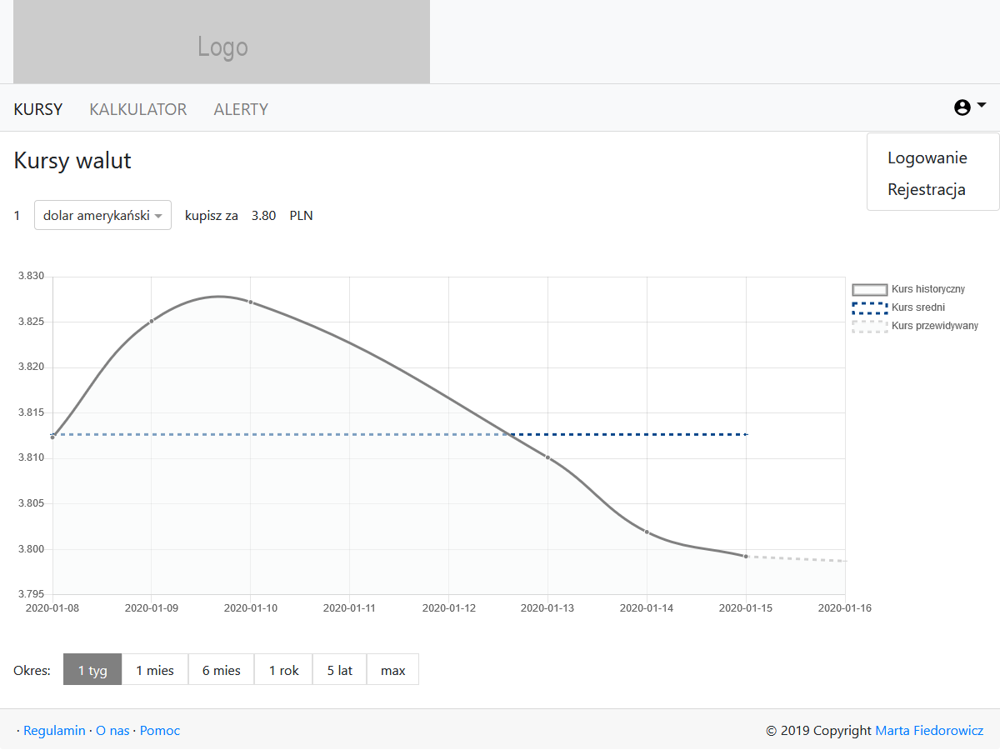 Logo
KURSY KALKULATOR ALERTY
Logowanie
Rejestracja
Kursy walut
1 dolar amerykański kupisz za 3.80 PLN
3.830
3.825
3.820
3.815
3.810
3.805
3.800
3.795
2020-01-08 2020-01-09 2020-01-10 2020-01-11 2020-01-12 2020-01-13 2020-01-14 2020-01-15 2020-01-16
Kurs historyczny
Kurs sredni
Kurs przewidywany
Okres: 1 tyg 1 mies 6 mies 1 rok 5 lat max
· Regulamin · O nas · Pomoc © 2019 Copyright Marta Fiedorowicz